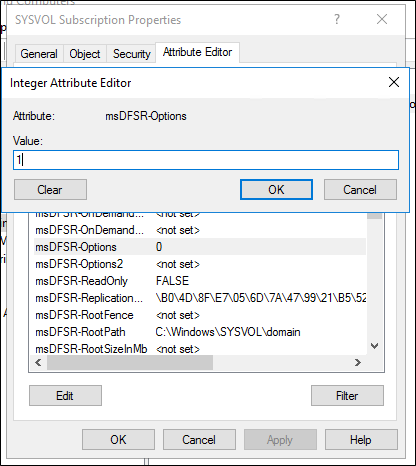 SYSVOL Subscription Properties
General Object Security Attribute Editor
Integer Attribute Editor
Attribute: msDFSR-Options
Value:
1
Clear OK Cancel
msDFSR-OnDemand... <not set>
msDFSR-OnDemand... <not set>
msDFSR-Options 0
msDFSR-Options2 <not set>
msDFSR-ReadOnly FALSE
msDFSR-Replication... \B0\4D\8F\E7\05\6D\7A\47\99\21\B5\52
msDFSR-RootFence <not set>
msDFSR-RootPath C:\Windows\SYSVOL\domain
msDFSR-RootSizeInMb <not set>
Edit Filter
OK Cancel Apply Help